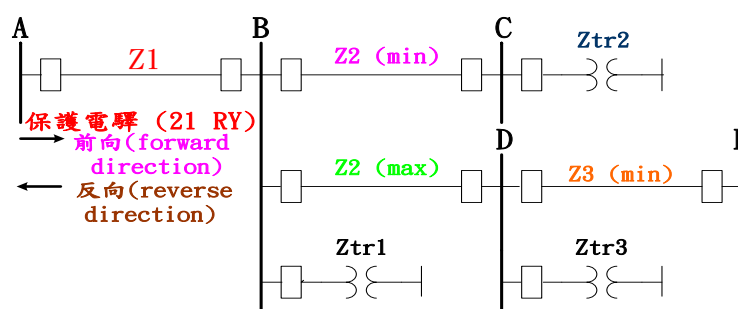 A
B
C
Ztr2
Z1
Z2 (min)
保護電驛 (21 RY)
前向(forward
direction)
反向(reverse
direction)
D
Z2 (max)
Z3 (min)
Ztr1
Ztr3